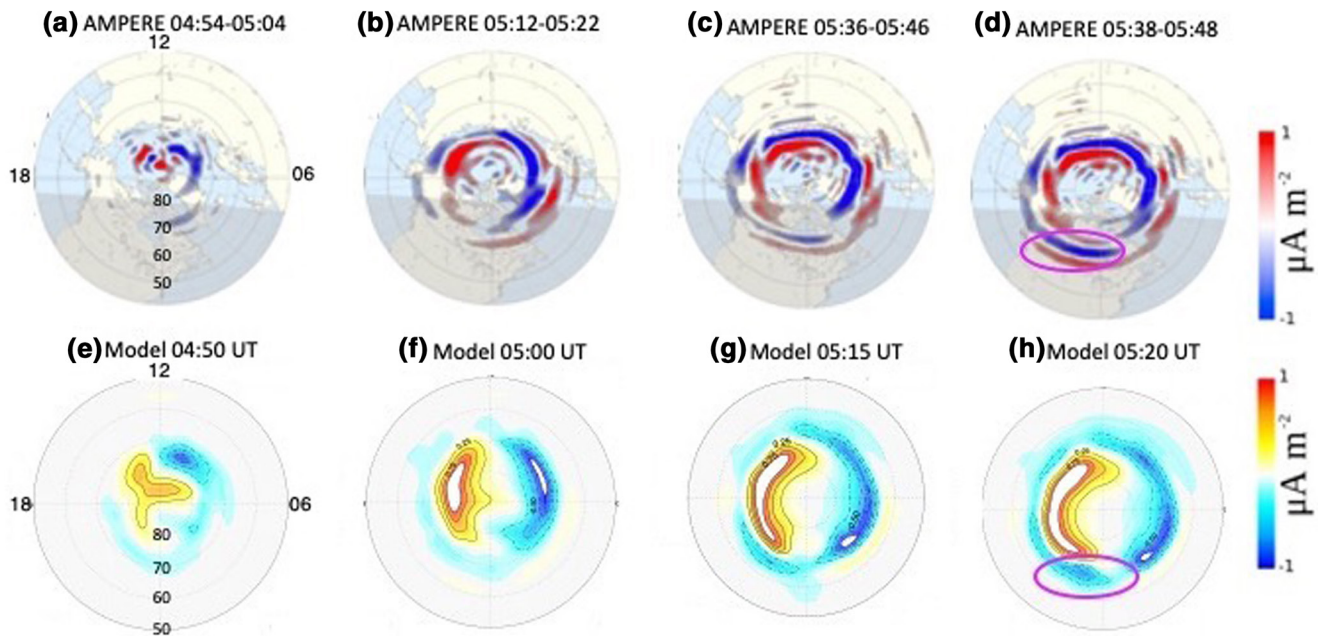 (a) AMPERE 04:54-05:04
(b) AMPERE 05:12-05:22
(c) AMPERE 05:36-05:46
(d) AMPERE 05:38-05:48
12
18
06
80
70
60
50
1
-1
μA m⁻²
(e) Model 04:50 UT
(f) Model 05:00 UT
(g) Model 05:15 UT
(h) Model 05:20 UT
12
18
06
80
70
60
50
1
-1
μA m⁻²